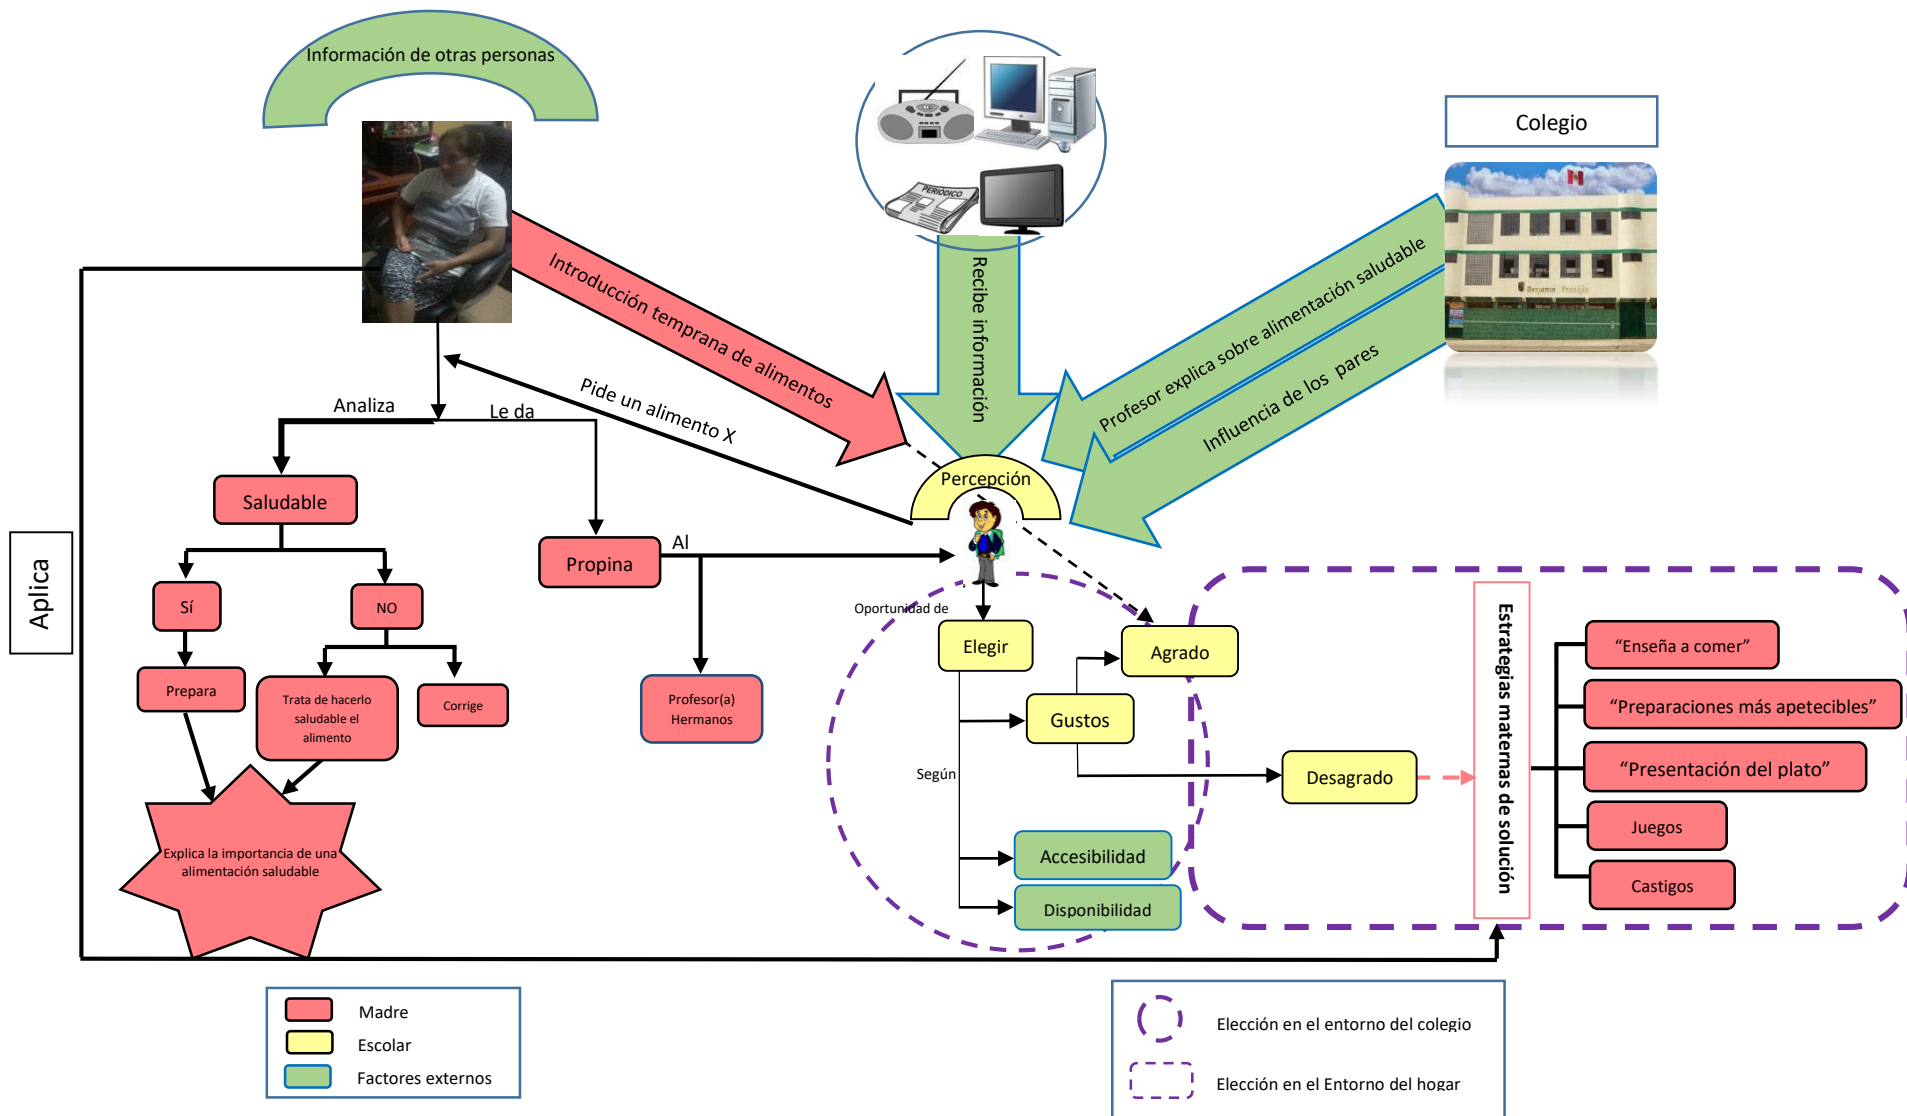 Información de otras personas
PERIÓDICO
Colegio
Benjamin Franklin
Introducción temprana de alimentos
Recibe información
Profesor explica sobre alimentación saludable
Influencia de los pares
Pide un alimento X
Analiza
Le da
Percepción
Saludable
Propina
Al
Aplica
Sí
NO
Oportunidad de
Elegir
Agrado
Prepara
Trata de hacerlo
saludable el
alimento
Corrige
Profesor(a)
Hermanos
Gustos
Según
Desagrado
Estrategias maternas de solución
“Enseña a comer”
“Preparaciones más apetecibles”
“Presentación del plato”
Juegos
Castigos
Explica la importancia de una
alimentación saludable
Accesibilidad
Disponibilidad
Madre
Escolar
Factores externos
Elección en el entorno del colegio
Elección en el Entorno del hogar